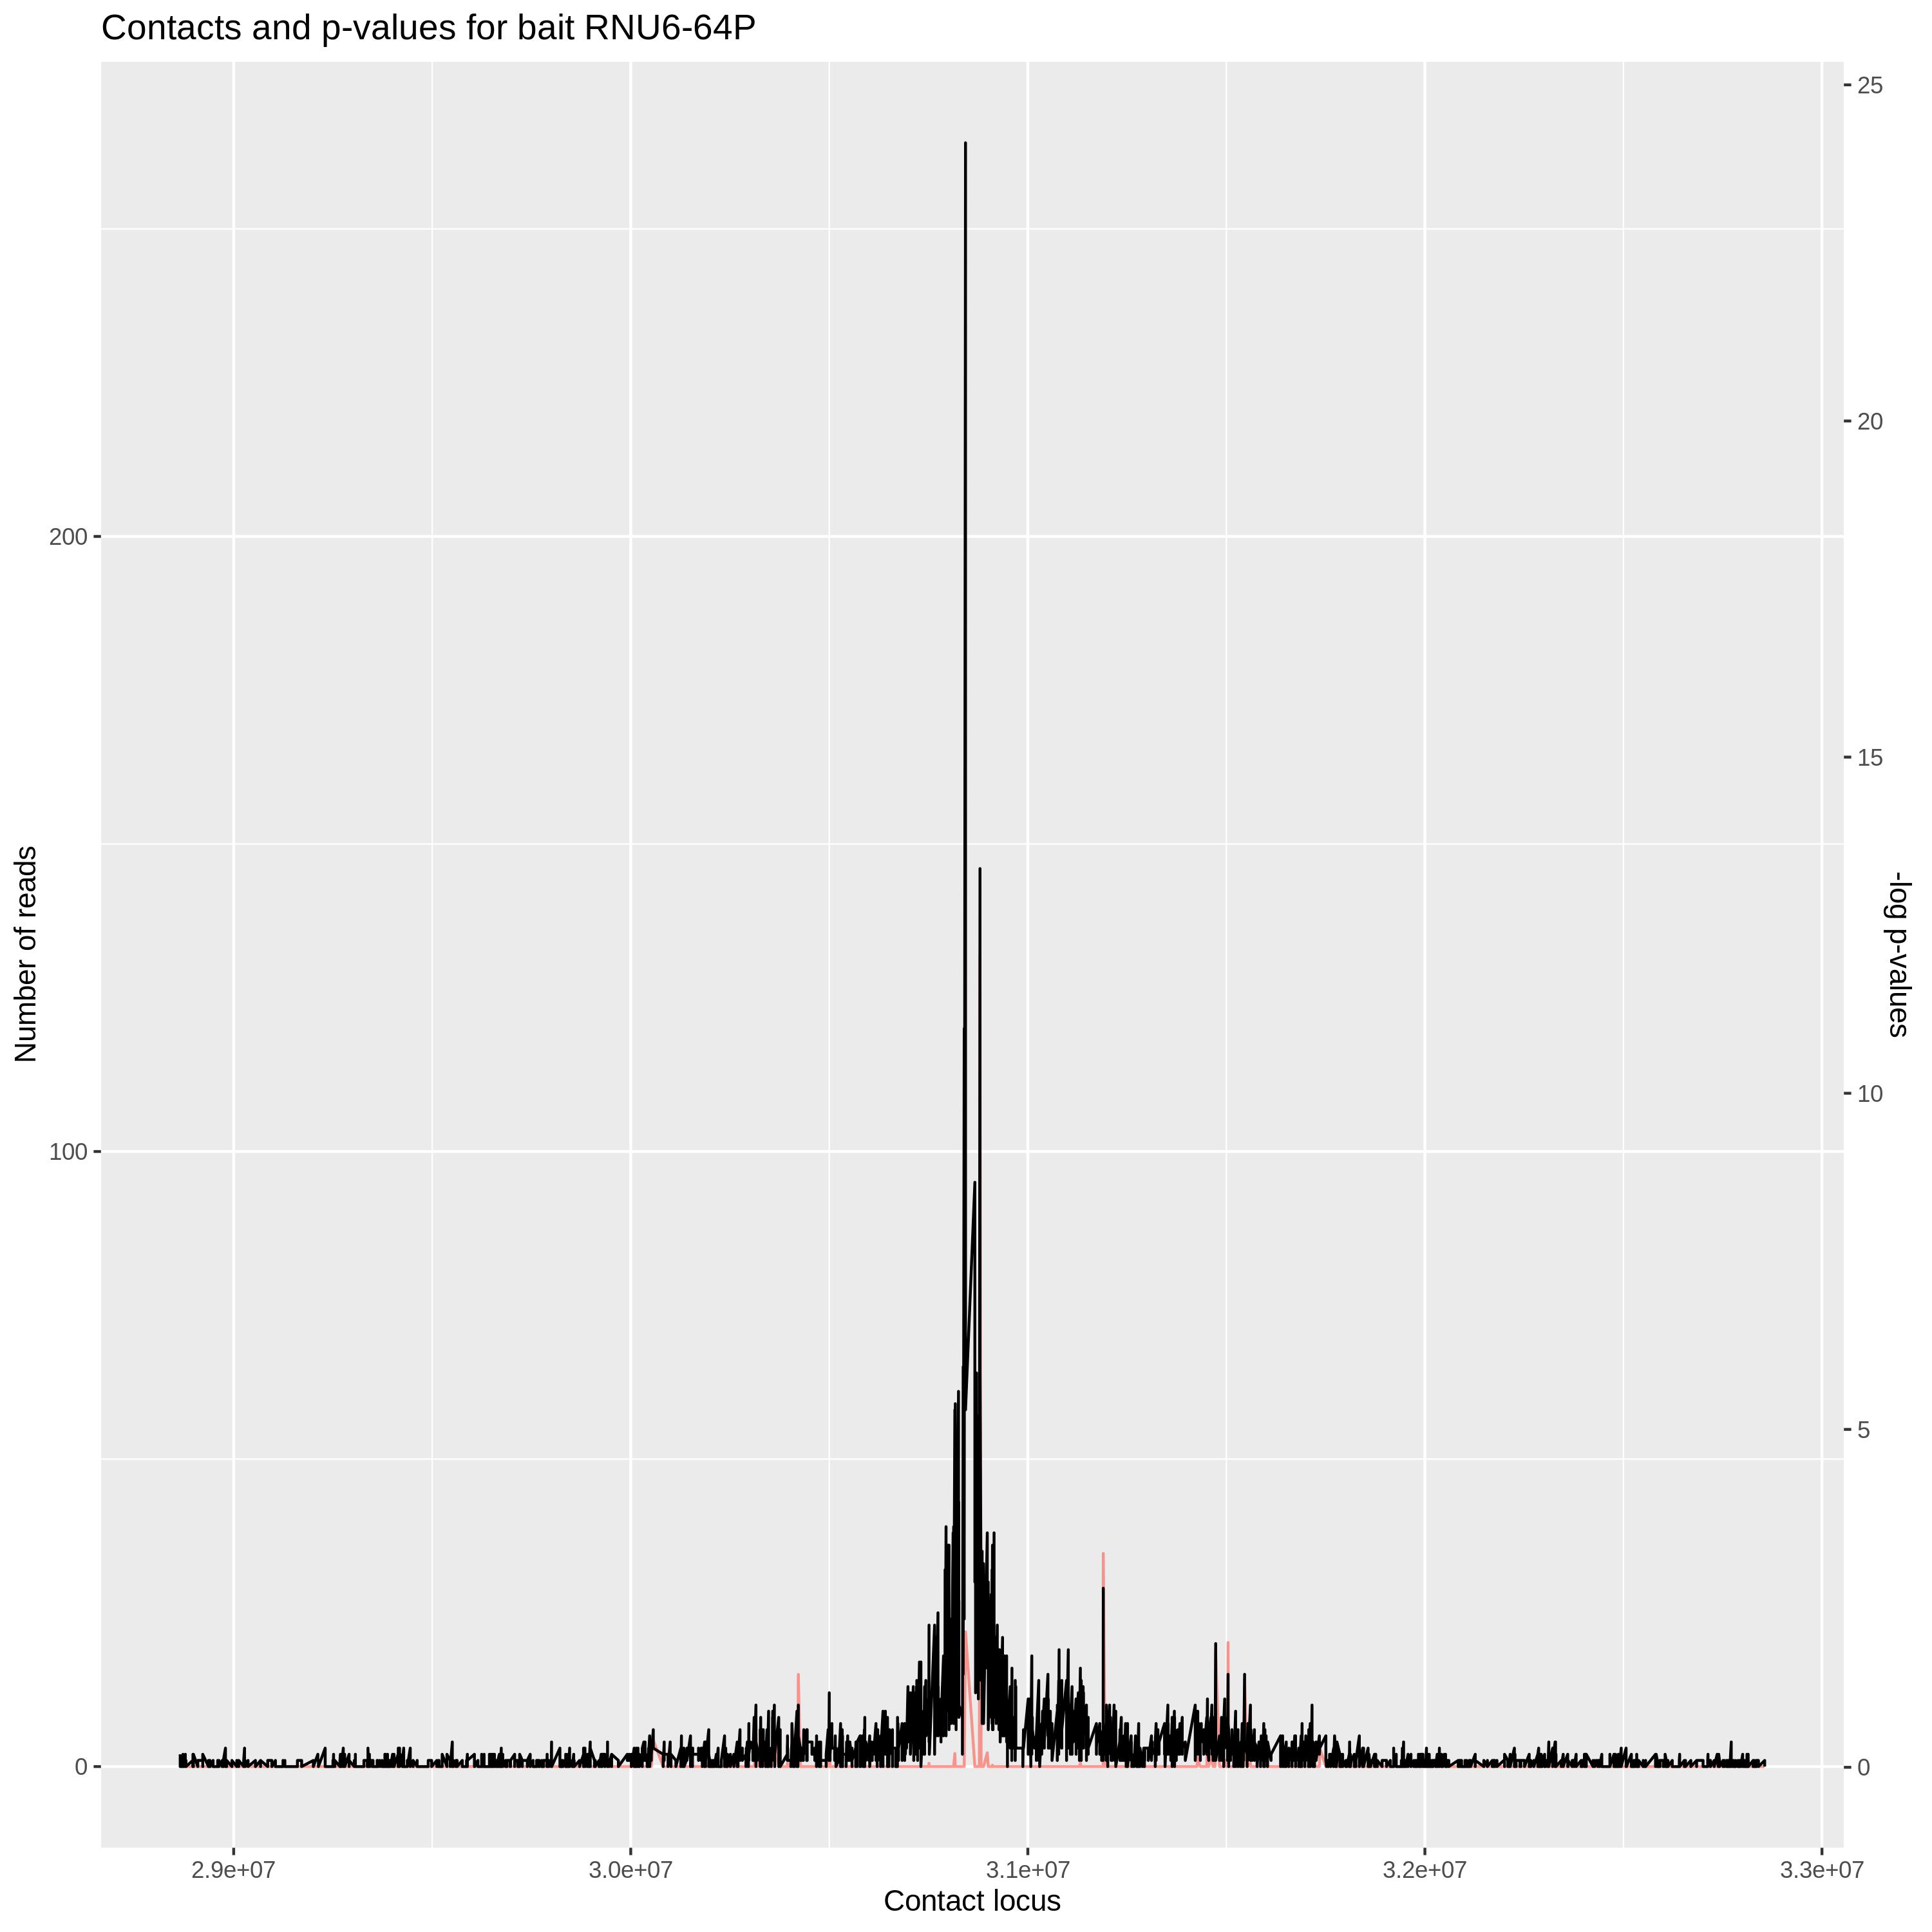 Contacts and p-values for bait RNU6-64P
Number of reads
200
100
0
25
20
15
10
5
0
-log p-values
2.9e+07 3.0e+07 3.1e+07 3.2e+07 3.3e+07
Contact locus